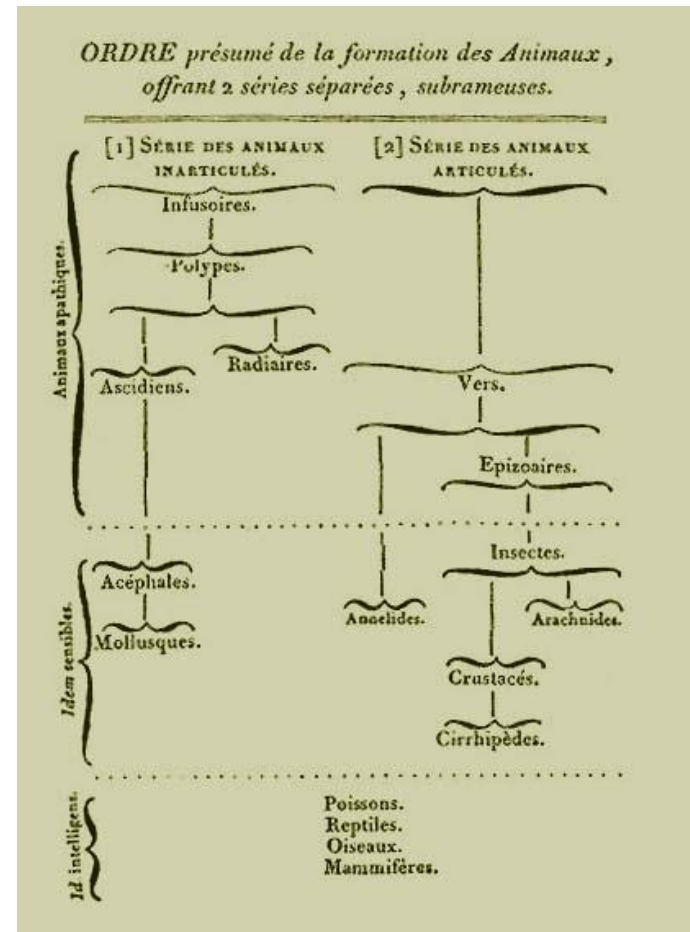 ORDRE présumé de la formation des Animaux,
offrant 2 séries séparées, subrameuses.
[1] SÉRIE DES ANIMAUX
INARTICULÉS.
[2] SÉRIE DES ANIMAUX
ARTICULÉS.
Animaux apathiques.
Infusoires.
Polypes.
Radiaires.
Ascidiens.
Vers.
Epizoaires.
Idem sensibles.
Insectes.
Acéphales.
Annelides.
Arachnides.
Mollusques.
Crustacés.
Cirrhipèdes.
Id intelligens.
Poissons.
Reptiles.
Oiseaux.
Mammifères.